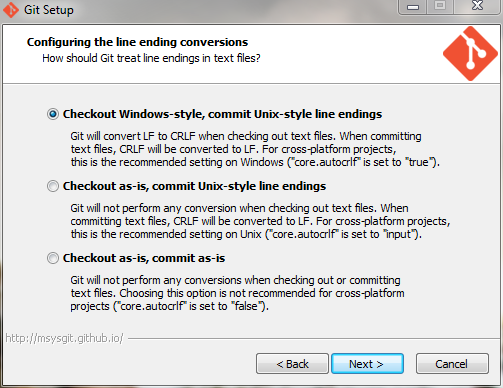 Git Setup
Configuring the line ending conversions
How should Git treat line endings in text files?
Checkout Windows-style, commit Unix-style line endings
Git will convert LF to CRLF when checking out text files. When committing
text files, CRLF will be converted to LF. For cross-platform projects,
this is the recommended setting on Windows ("core.autocrlf" is set to "true").
Checkout as-is, commit Unix-style line endings
Git will not perform any conversion when checking out text files. When
committing text files, CRLF will be converted to LF. For cross-platform projects,
this is the recommended setting on Unix ("core.autocrlf" is set to "input").
Checkout as-is, commit as-is
Git will not perform any conversions when checking out or committing
text files. Choosing this option is not recommended for cross-platform
projects ("core.autocrlf" is set to "false").
http://msysgit.github.io/
< Back Next > Cancel